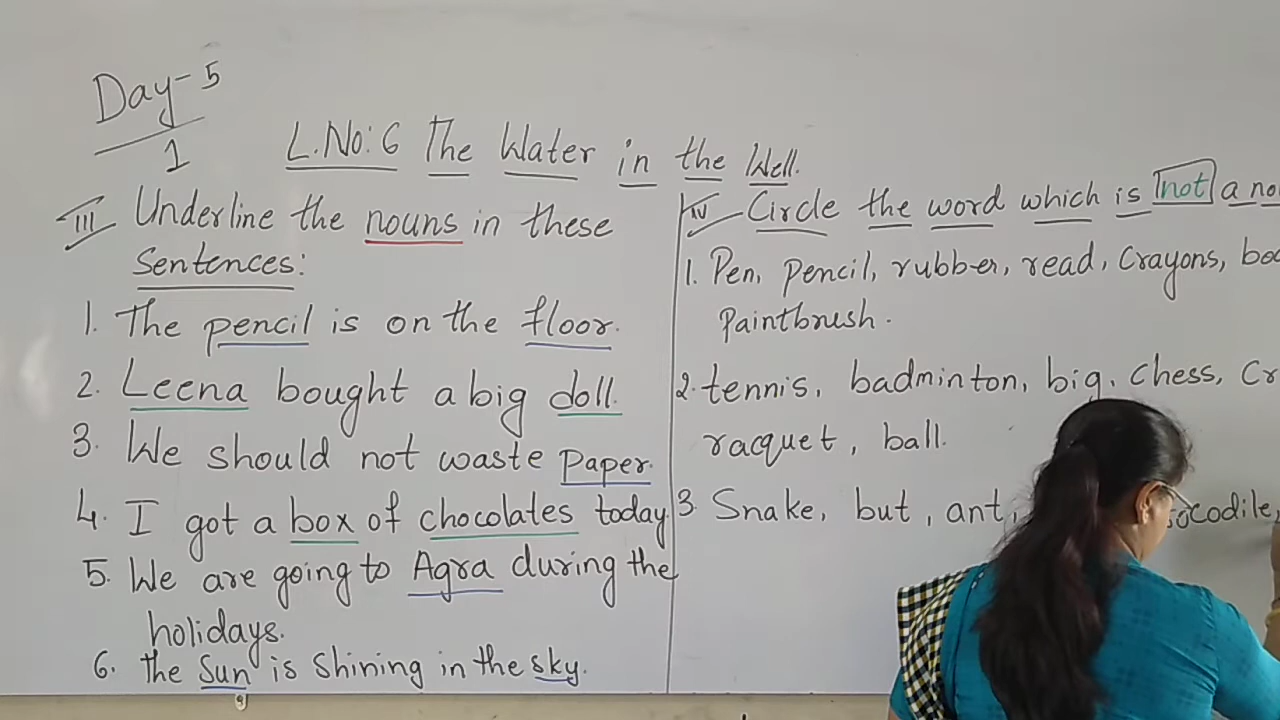 Day-5
1
L.No:6 The Water in the Well.
III Underline the nouns in these
Sentences:
1. The pencil is on the floor.
2. Leena bought a big doll.
3. We should not waste paper.
4. I got a box of chocolates today
5. We are going to Agra during the
holidays.
6. the Sun is shining in the sky.
IV Circle the word which is not a
1. Pen, pencil, rubber, read, Crayons,
Paintbrush.
2. tennis, badminton, big, Chess,
racquet, ball.
3. Snake, but, ant,